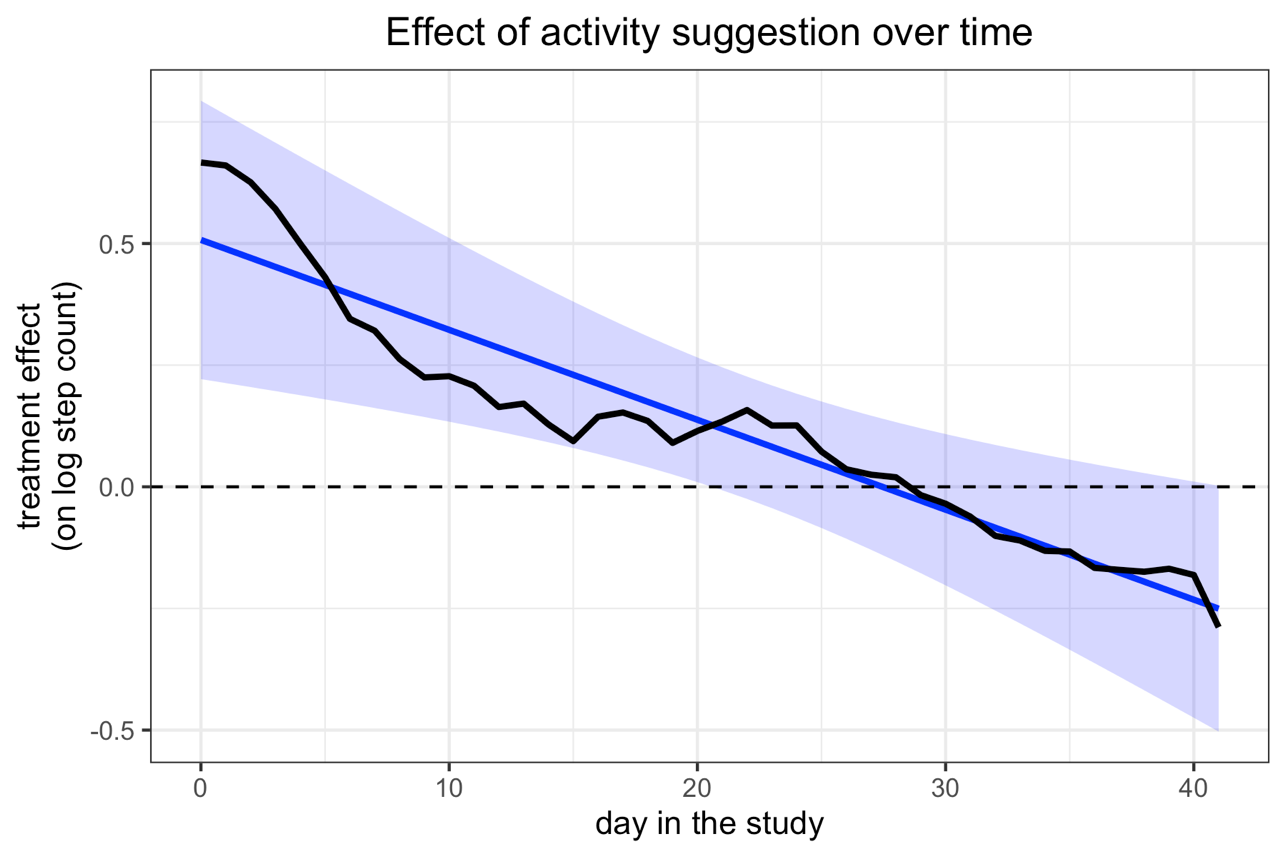 Effect of activity suggestion over time
treatment effect
(on log step count)
0.5
0.0
-0.5
0
10
20
30
40
day in the study